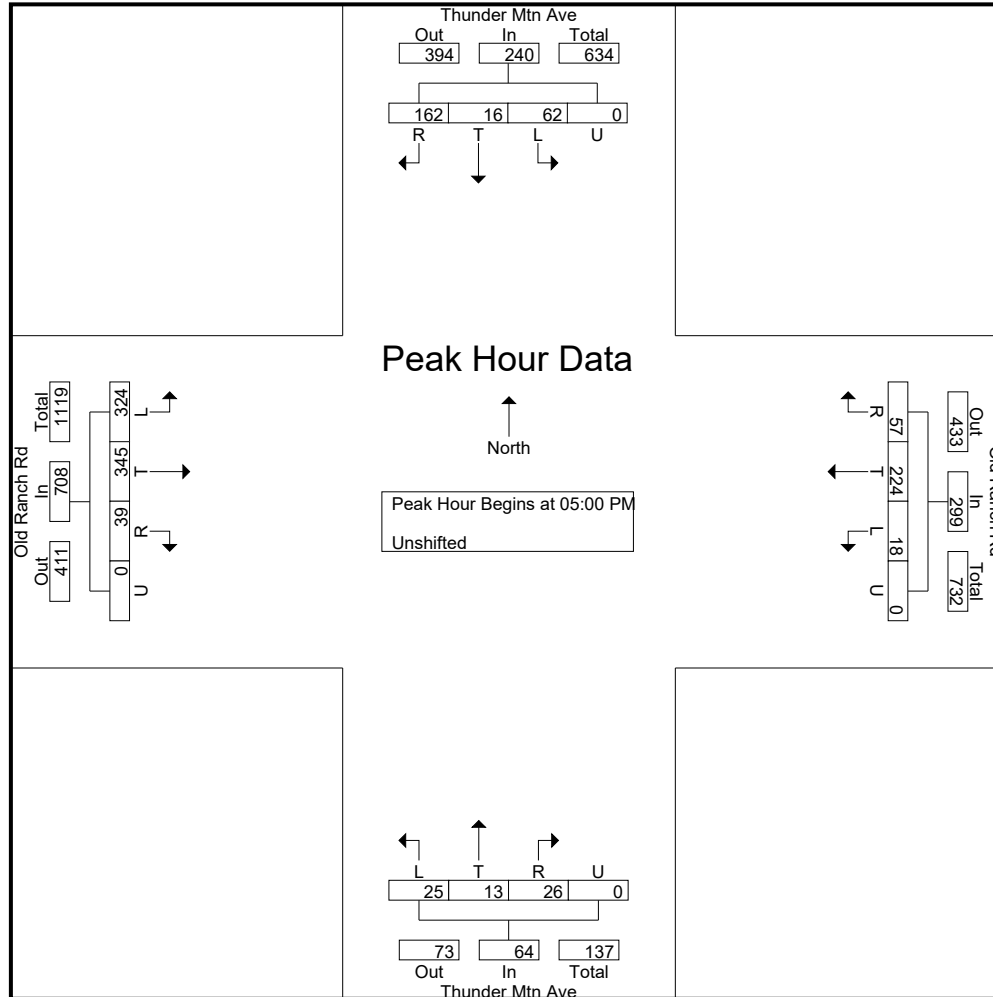 Thunder Mtn Ave
Out In Total
394 240 634
162 16 62 0
R T L U
Peak Hour Data
North
Peak Hour Begins at 05:00 PM
Unshifted
Old Ranch Rd
Total In Out
1119 708 411
324 345 39 0
L T R U
R T L U
57 224 18 0
Out In Total
433 299 732
L T R U
25 13 26 0
73 64 137
Out In Total
Thunder Mtn Ave